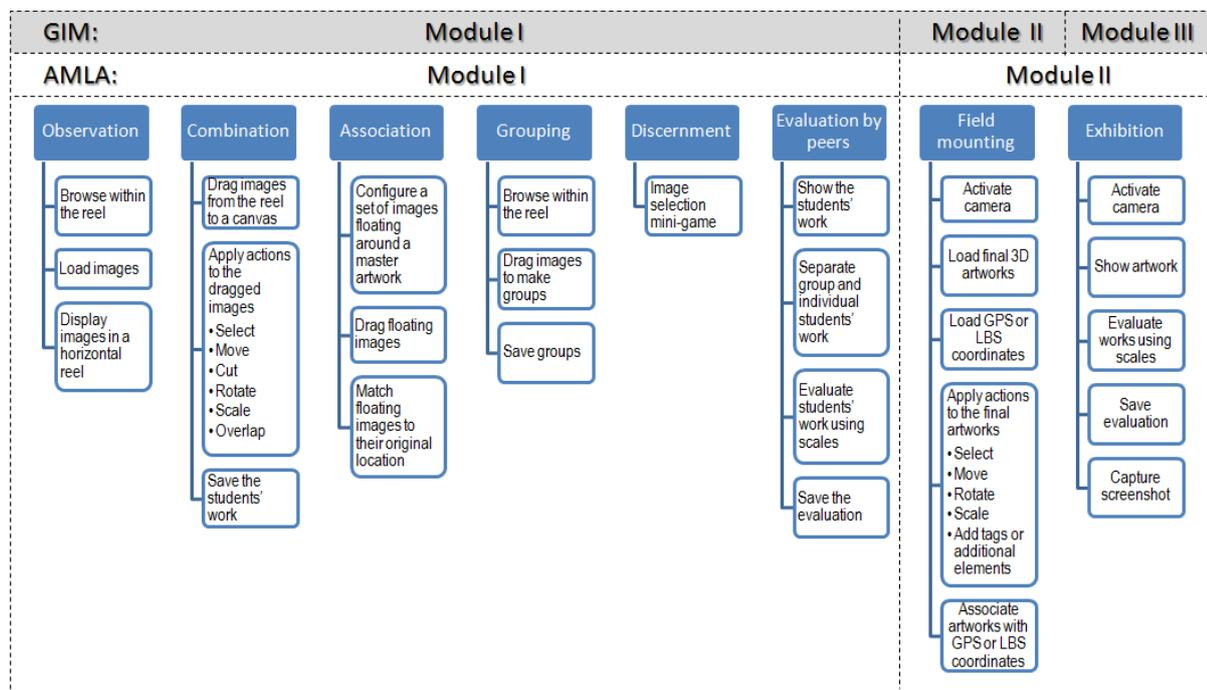 GIM: Module I Module II Module III
AMLA: Module I Module II
Observation
Browse within
the reel
Load images
Display
images in a
horizontal
reel
Combination
Drag images
from the reel
to a canvas
Apply actions
to the
dragged
images
• Select
• Move
• Cut
• Rotate
• Scale
• Overlap
Save the
students'
work
Association
Configure a
set of images
floating
around a
master
artwork
Drag floating
images
Match
floating
images to
their original
location
Grouping
Browse within
the reel
Drag images
to make
groups
Save groups
Discernment
Image
selection
mini-game
Evaluation by
peers
Show the
students'
work
Separate
group and
individual
students'
work
Evaluate
students'
work using
scales
Save the
evaluation
Field
mounting
Activate
camera
Load final 3D
artworks
Load GPS or
LBS
coordinates
Apply actions
to the final
artworks
• Select
• Move
• Rotate
• Scale
• Add tags or
additional
elements
Associate
artworks with
GPS or LBS
coordinates
Exhibition
Activate
camera
Show artwork
Evaluate
works using
scales
Save
evaluation
Capture
screenshot